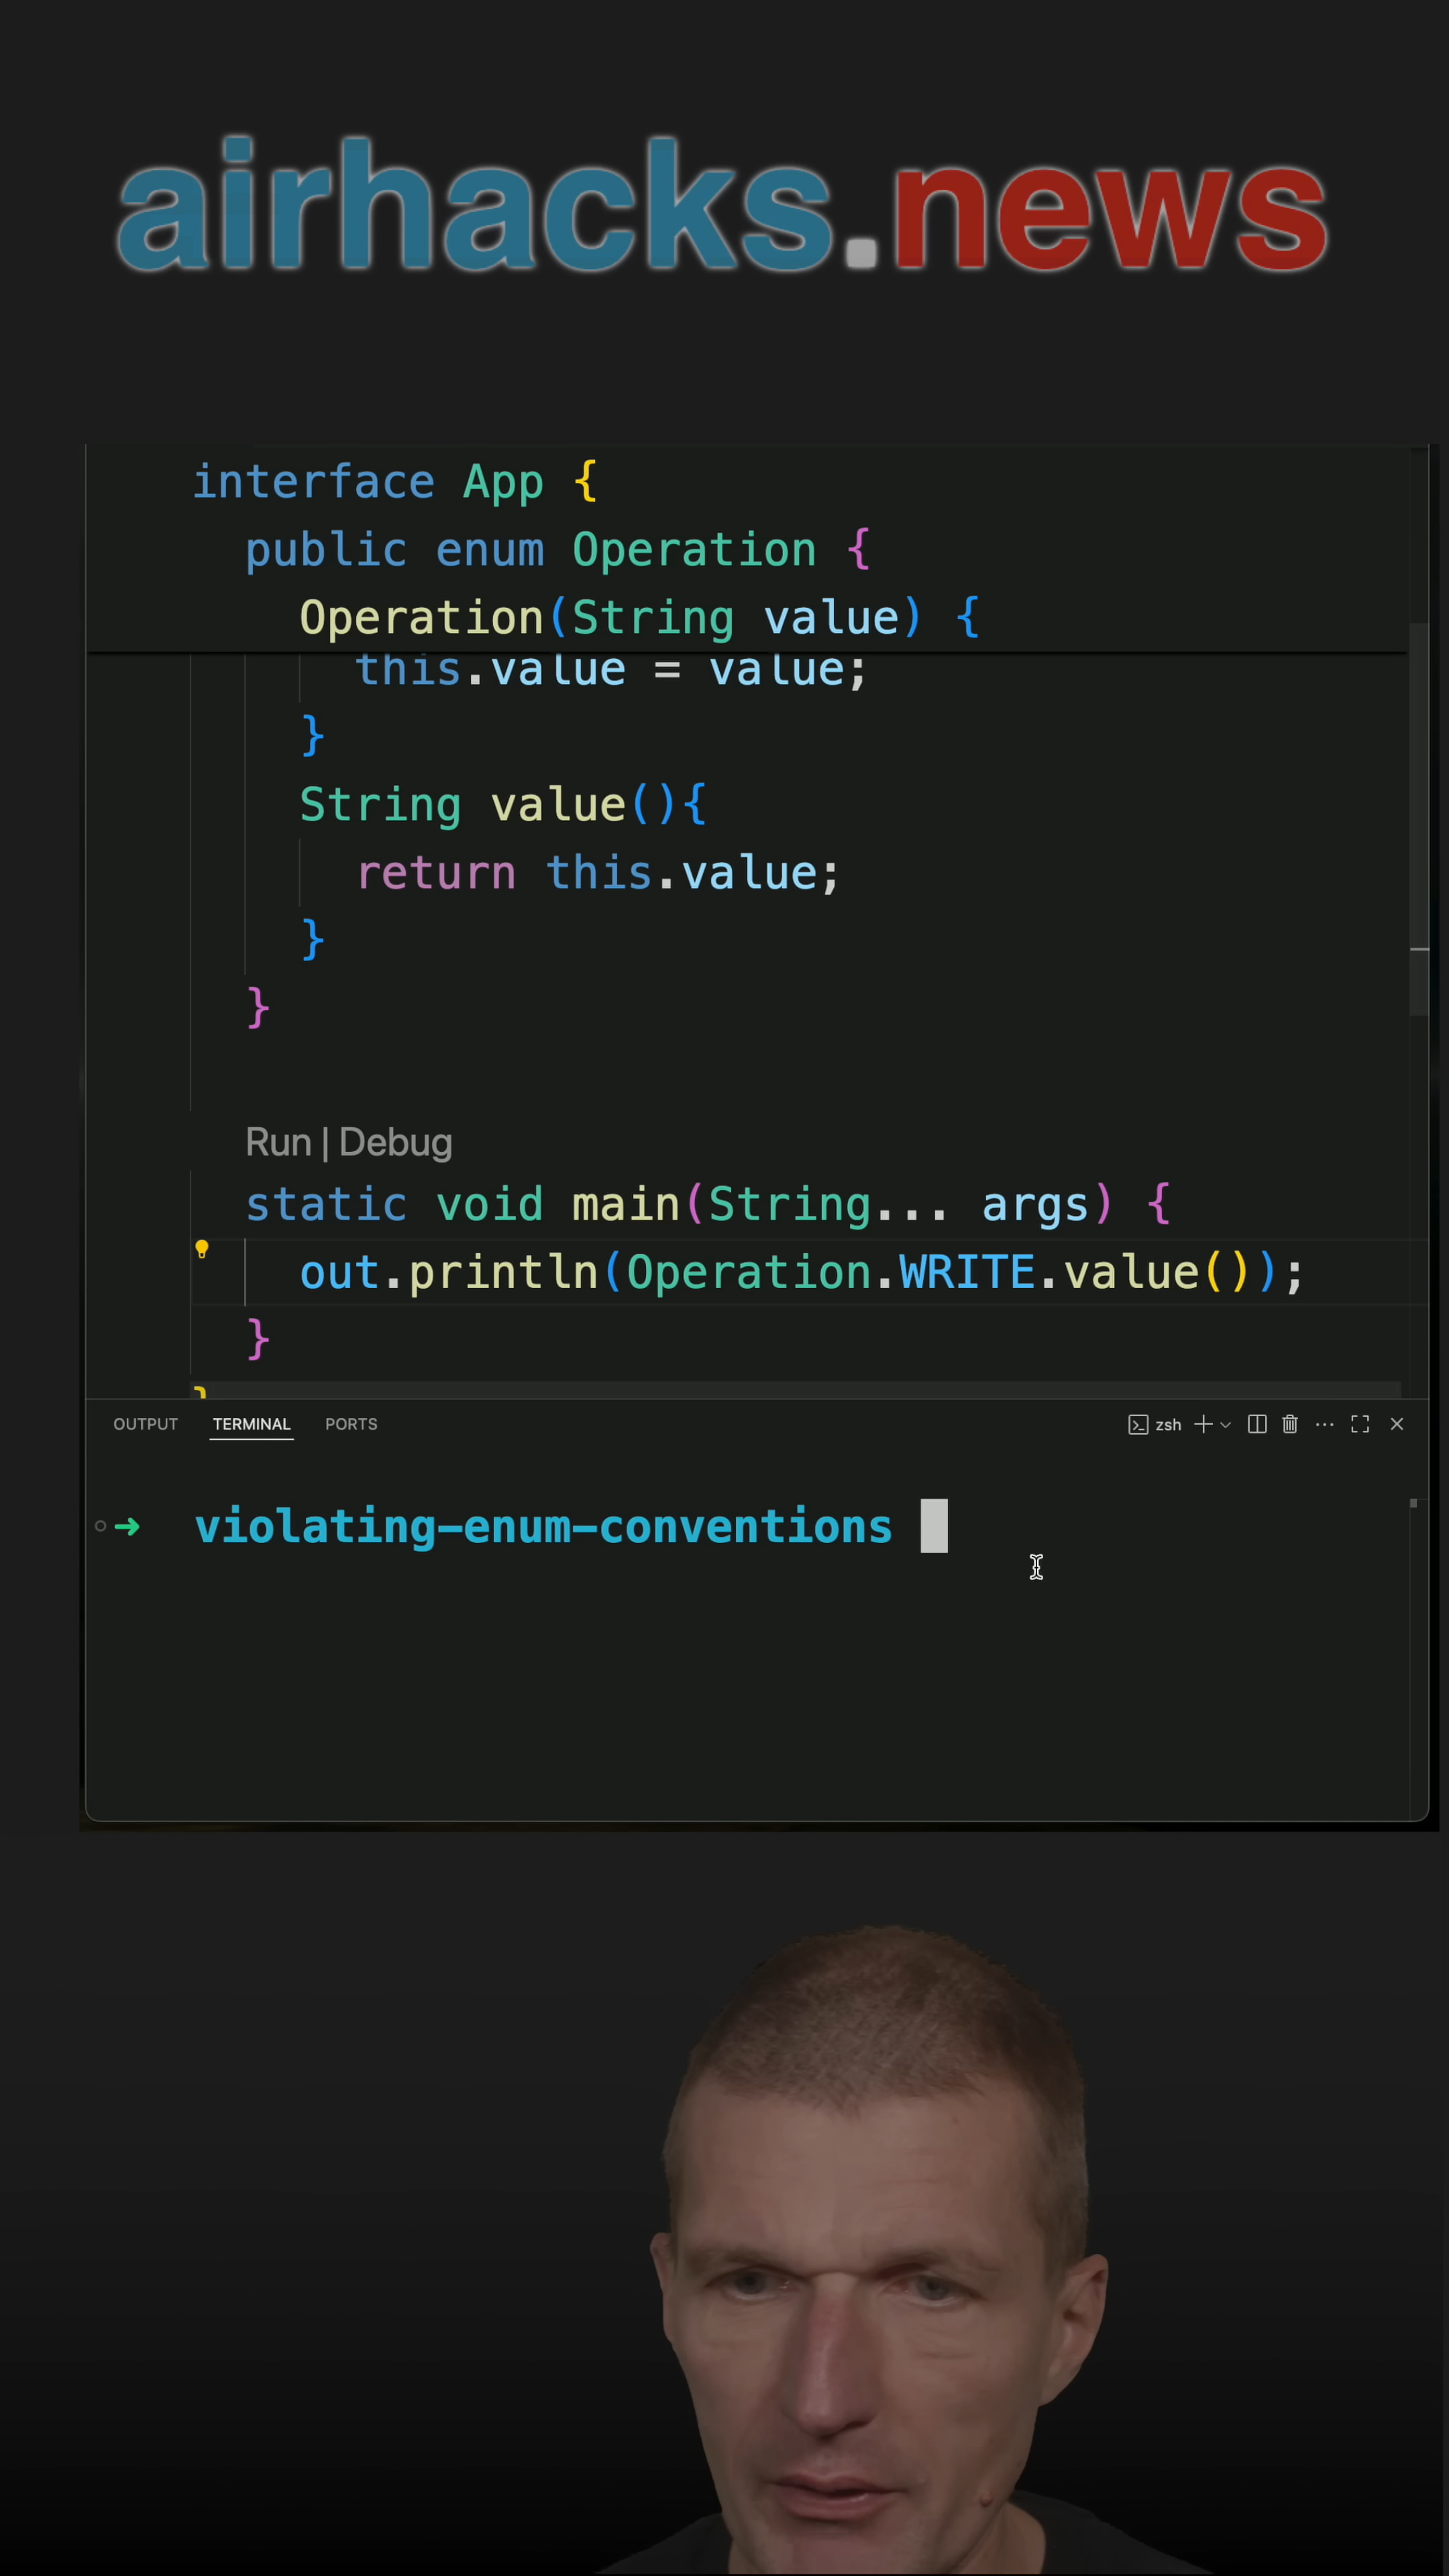 airhacks.news
interface App {
public enum Operation {
Operation(String value) {
this.value = value;
}
String value(){
return this.value;
}
}
Run | Debug
static void main(String... args) {
out.println(Operation.WRITE.value());
}
}
OUTPUT TERMINAL PORTS zsh
→ violating-enum-conventions